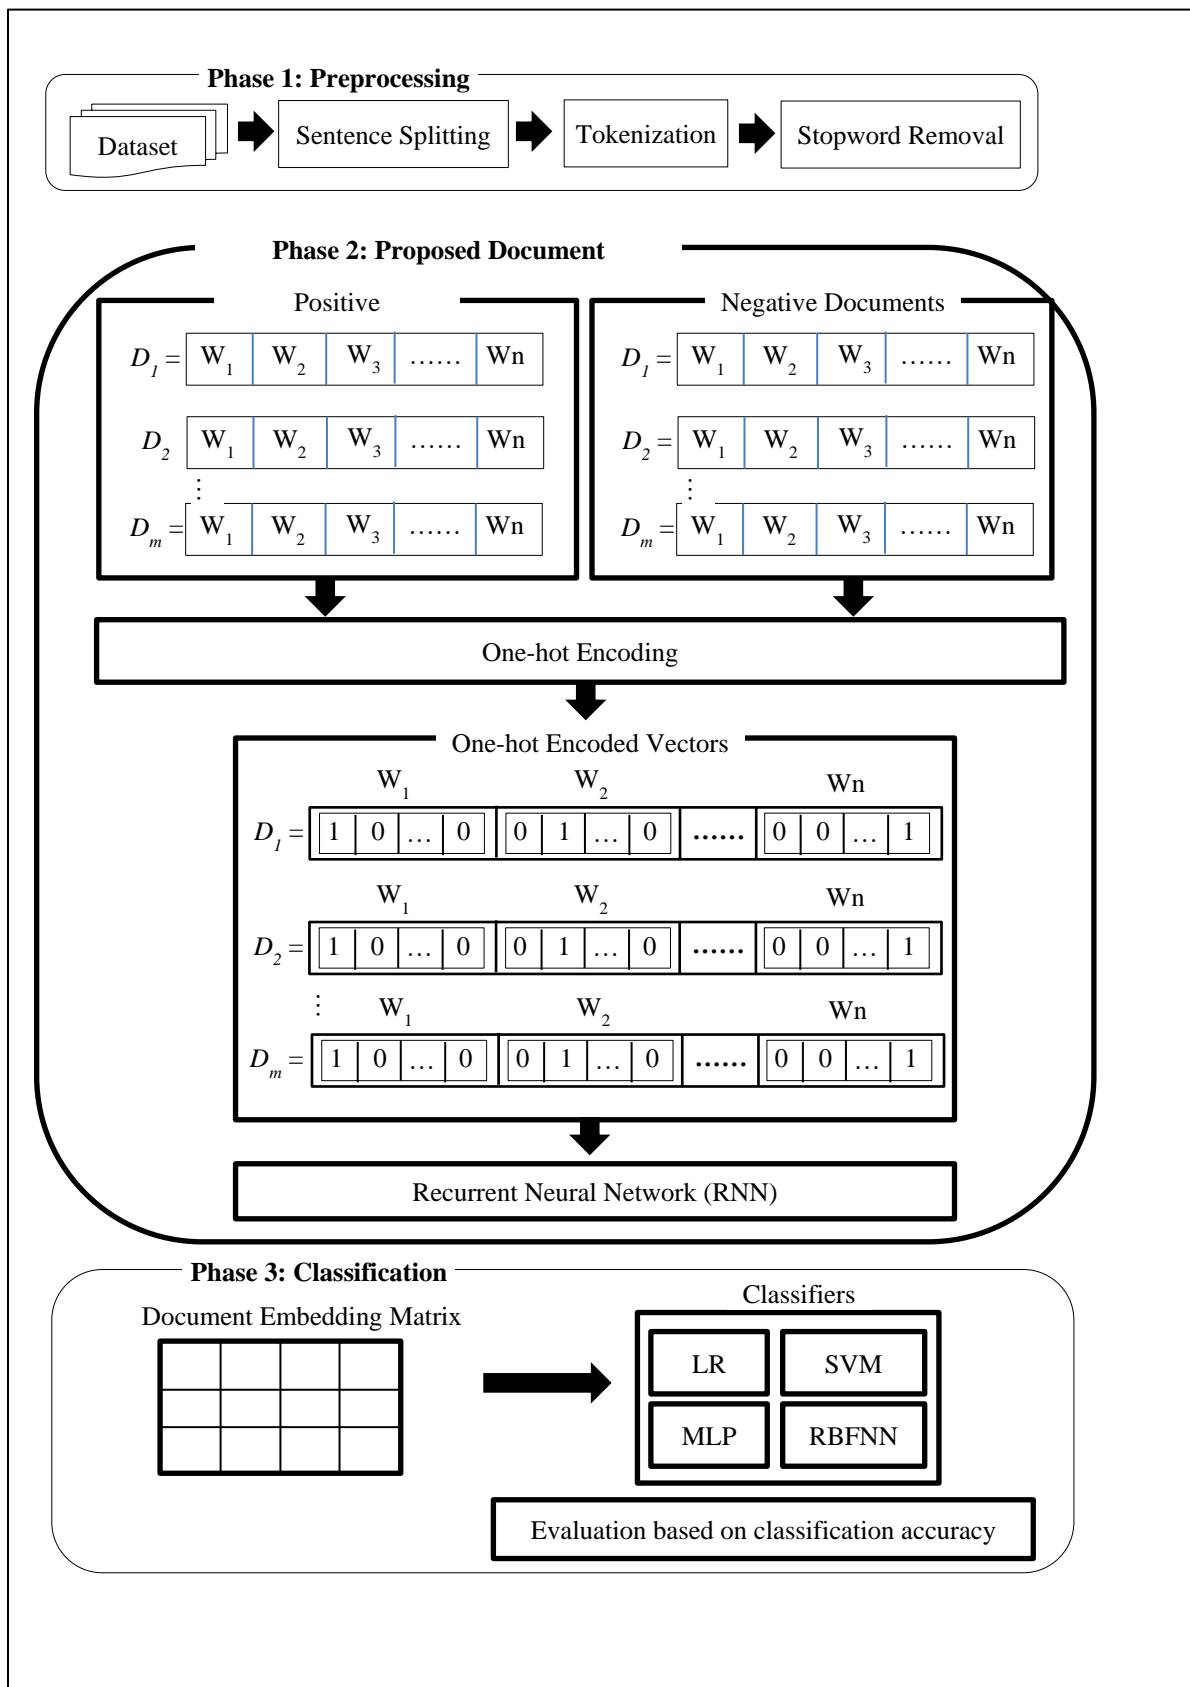 Phase 1: Preprocessing
Dataset
Sentence Splitting
Tokenization
Stopword Removal
Phase 2: Proposed Document
Positive
D1 = W1 W2 W3 …… Wn
D2 W1 W2 W3 …… Wn
⋮
Dm = W1 W2 W3 …… Wn
Negative Documents
D1 = W1 W2 W3 …… Wn
D2 = W1 W2 W3 …… Wn
⋮
Dm = W1 W2 W3 …… Wn
One-hot Encoding
One-hot Encoded Vectors
W1 W2 Wn
D1 = 1 0 … 0 0 1 … 0 …… 0 0 … 1
W1 W2 Wn
D2 = 1 0 … 0 0 1 … 0 …… 0 0 … 1
⋮ W1 W2 Wn
Dm = 1 0 … 0 0 1 … 0 …… 0 0 … 1
Recurrent Neural Network (RNN)
Phase 3: Classification
Document Embedding Matrix
Classifiers
LR SVM
MLP RBFNN
Evaluation based on classification accuracy